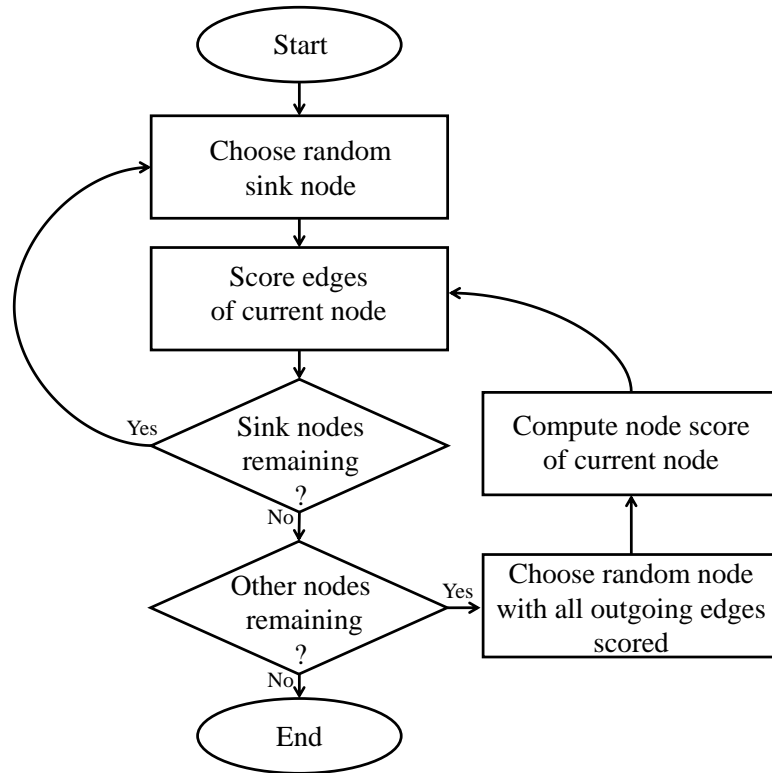 Start
Choose random
sink node
Score edges
of current node
Yes
Sink nodes
remaining
?
No
Compute node score
of current node
Other nodes
remaining
?
Yes
Choose random node
with all outgoing edges
scored
No
End